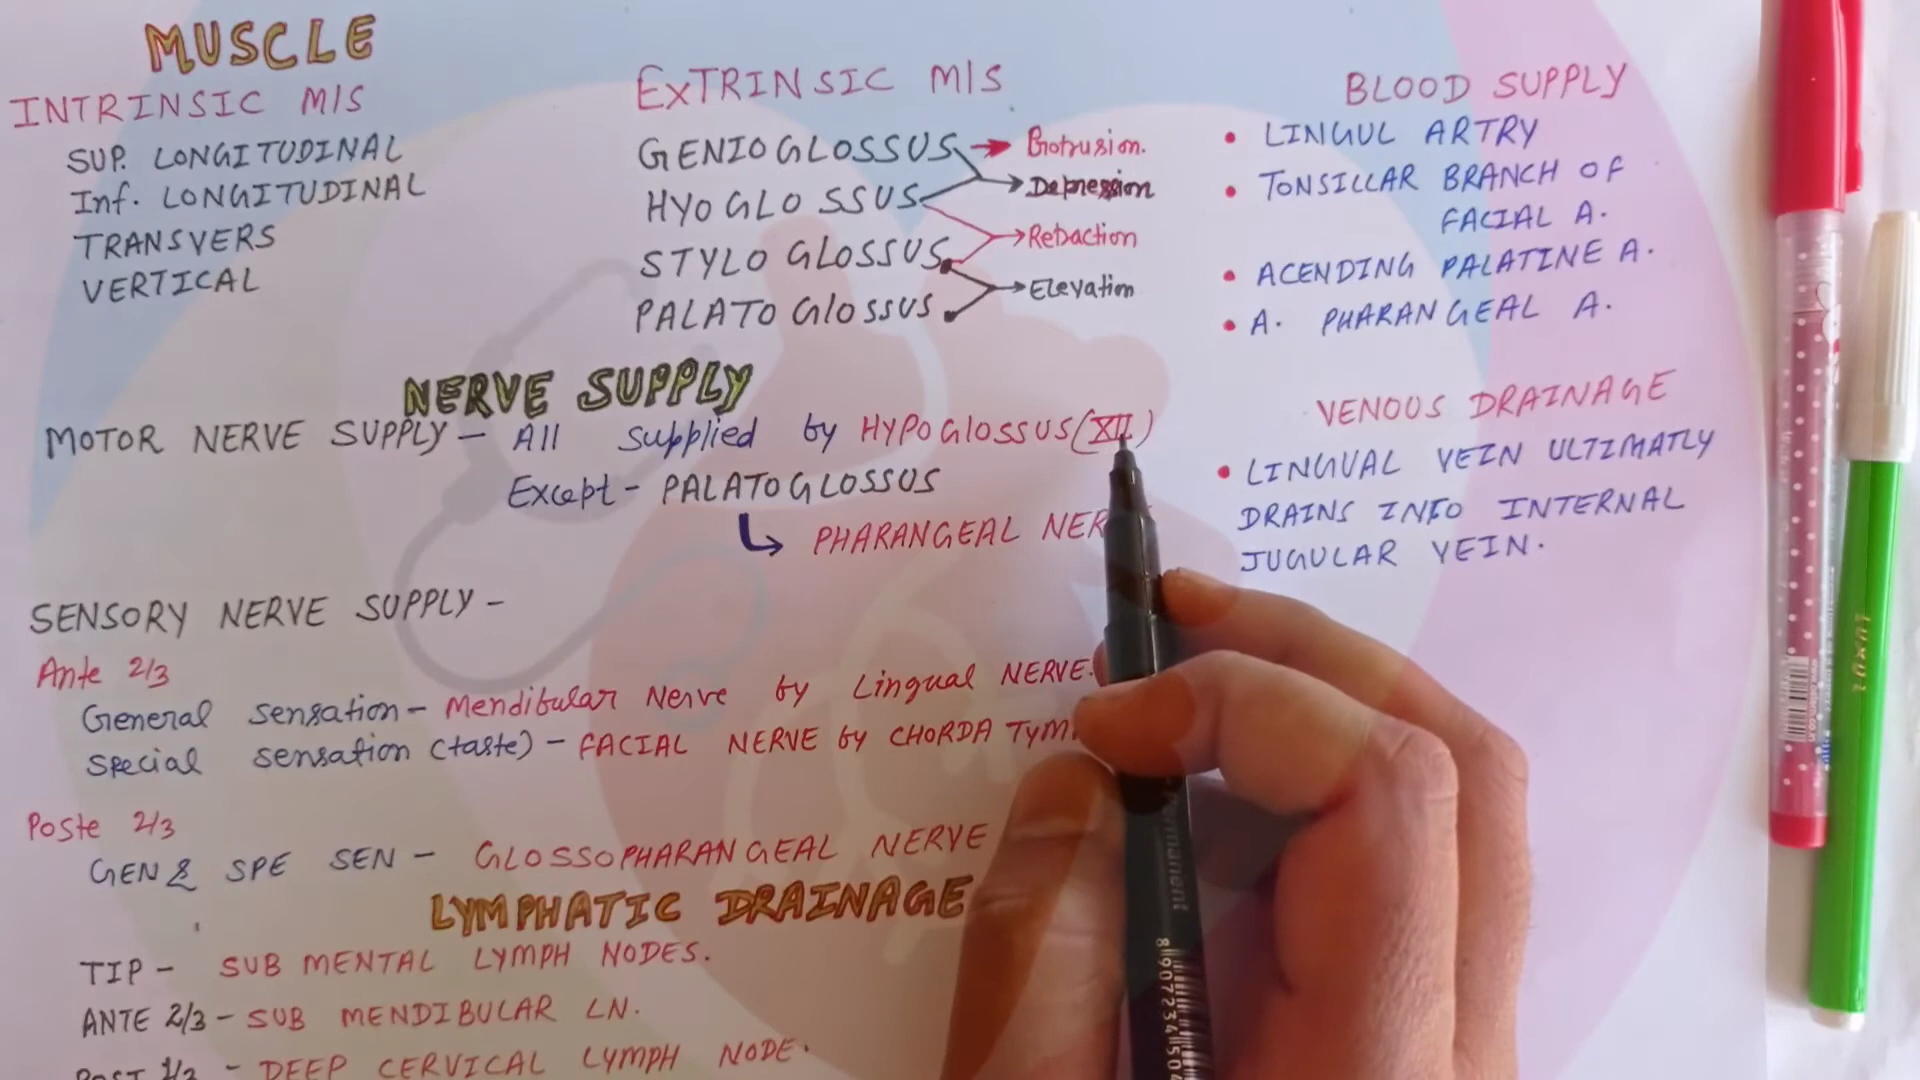 MUSCLE
INTRINSIC M/S
SUP. LONGITUDINAL
Inf. LONGITUDINAL
TRANSVERS
VERTICAL
EXTRINSIC M/S
GENIOGLOSSUS → Protrusion.
HYOGLOSSUS → Depression
STYLOGLOSSUS → Retraction
PALATOGLOSSUS → Elevation
BLOOD SUPPLY
• LINGUL ARTRY
• TONSILLAR BRANCH OF
FACIAL A.
• ACENDING PALATINE A.
• A. PHARANGEAL A.
NERVE SUPPLY
MOTOR NERVE SUPPLY - All supplied by HYPOGLOSSUS (XII)
Except - PALATOGLOSSUS
PHARANGEAL
VENOUS DRAINAGE
• LINGUAL VEIN ULTIMATLY
DRAINS INTO INTERNAL
JUGULAR VEIN.
SENSORY NERVE SUPPLY -
Ante 2/3
General sensation - Mendibular Nerve by Lingual NERVE.
special sensation (taste) - FACIAL NERVE by CHORDA
Poste 2/3
GEN & SPE SEN - GLOSSOPHARANGEAL NERVE
LYMPHATIC DRAINAGE
TIP - SUB MENTAL LYMPH NODES.
ANTE 2/3 - SUB MENDIBULAR LN.
- DEEP CERVICAL LYMPH NODE.
Permanent
LUXOR